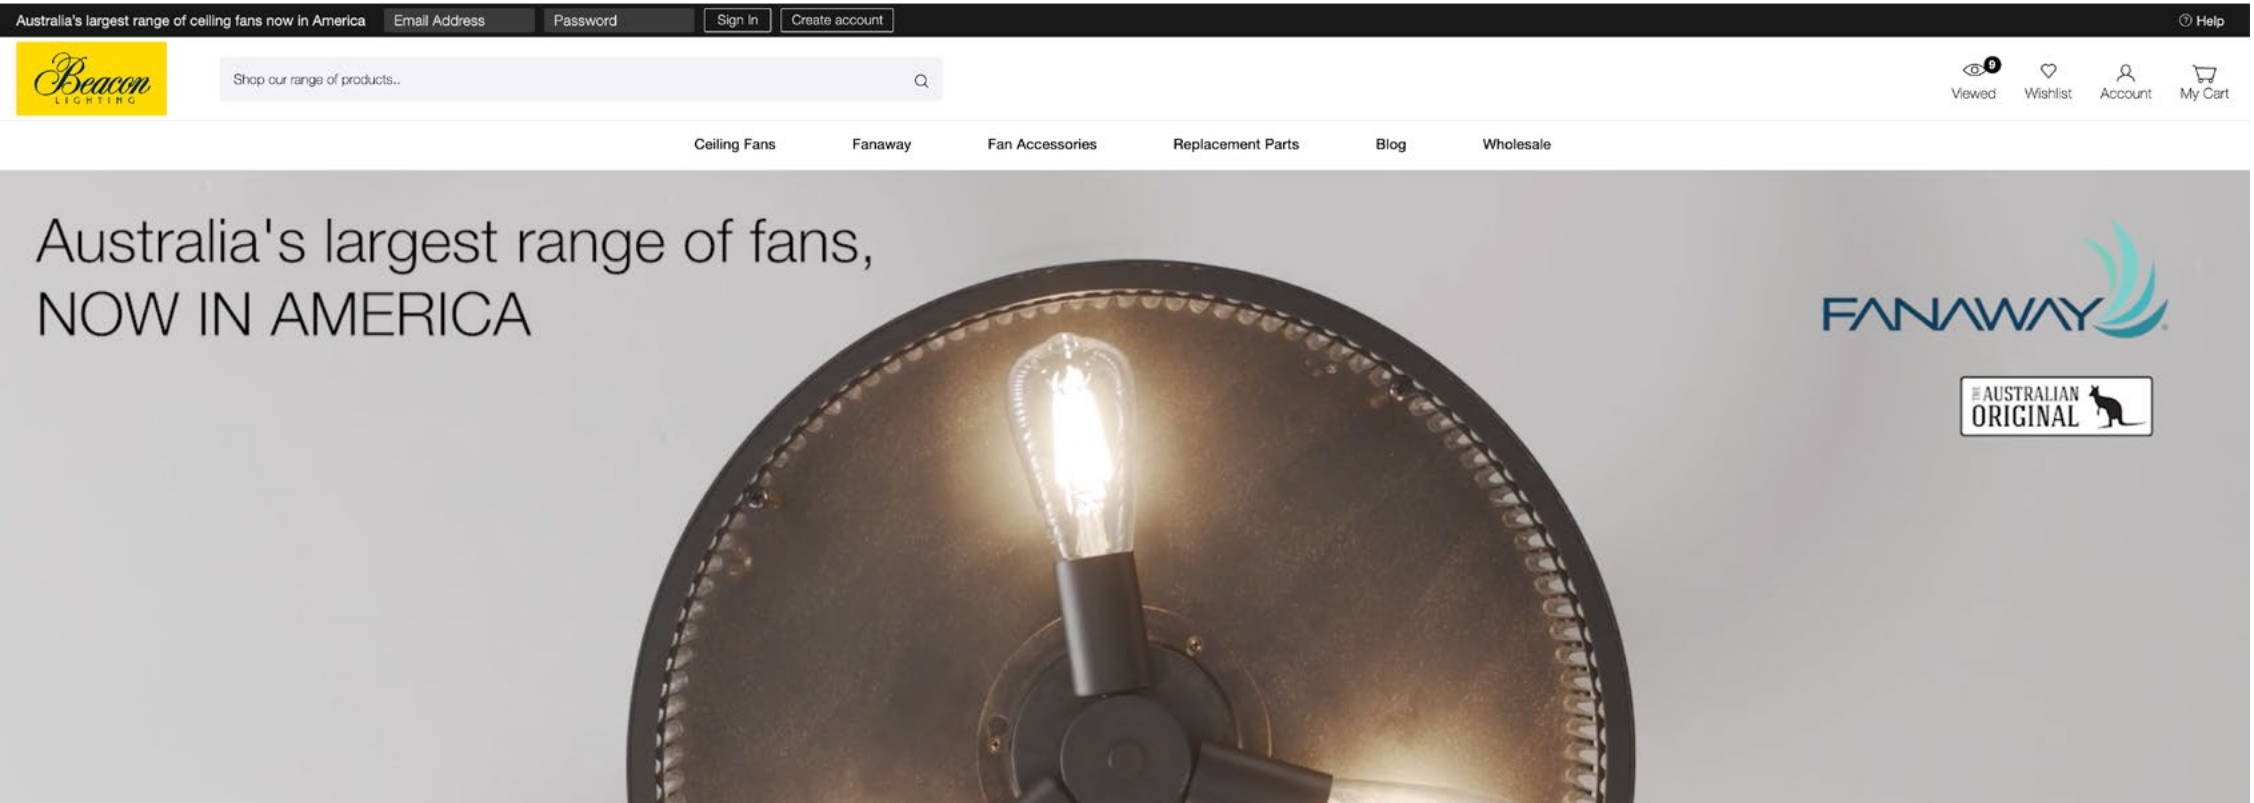 Australia's largest range of ceiling fans now in America Email Address Password Sign In Create account Help
Beacon
LIGHTING
Shop our range of products..
9
Viewed Wishlist Account My Cart
Ceiling Fans Fanaway Fan Accessories Replacement Parts Blog Wholesale
Australia's largest range of fans,
NOW IN AMERICA
FANAWAY
THE AUSTRALIAN
ORIGINAL